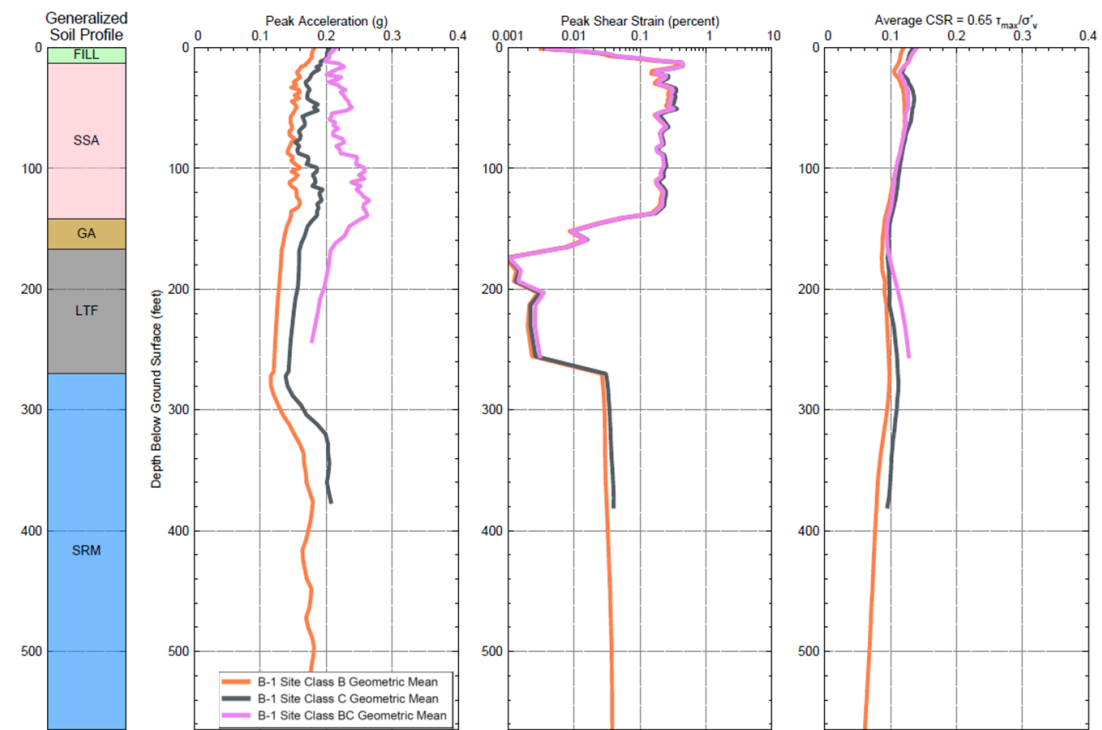 Generalized
Soil Profile
Peak Acceleration (g)
Peak Shear Strain (percent)
Average CSR = 0.65 τmax/σ'v
0 0.1 0.2 0.3 0.4
0.001 0.01 0.1 1 10
0 0.1 0.2 0.3 0.4
0 FILL 0 0 0
SSA
100 100 100 100
GA
200 200 200 200
LTF
Depth Below Ground Surface (feet)
300 300 300 300
400 400 400 400
SRM
500 500 500 500
B-1 Site Class B Geometric Mean
B-1 Site Class C Geometric Mean
B-1 Site Class BC Geometric Mean